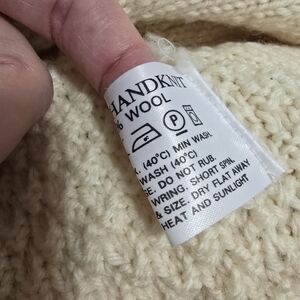 HANDKNIT
% WOOL
P
(40°C) MIN WASH.
WASH (40°C)
SE. DO NOT RUB.
WRING. SHORT SPIN.
& SIZE. DRY FLAT AWAY
HEAT AND SUNLIGHT